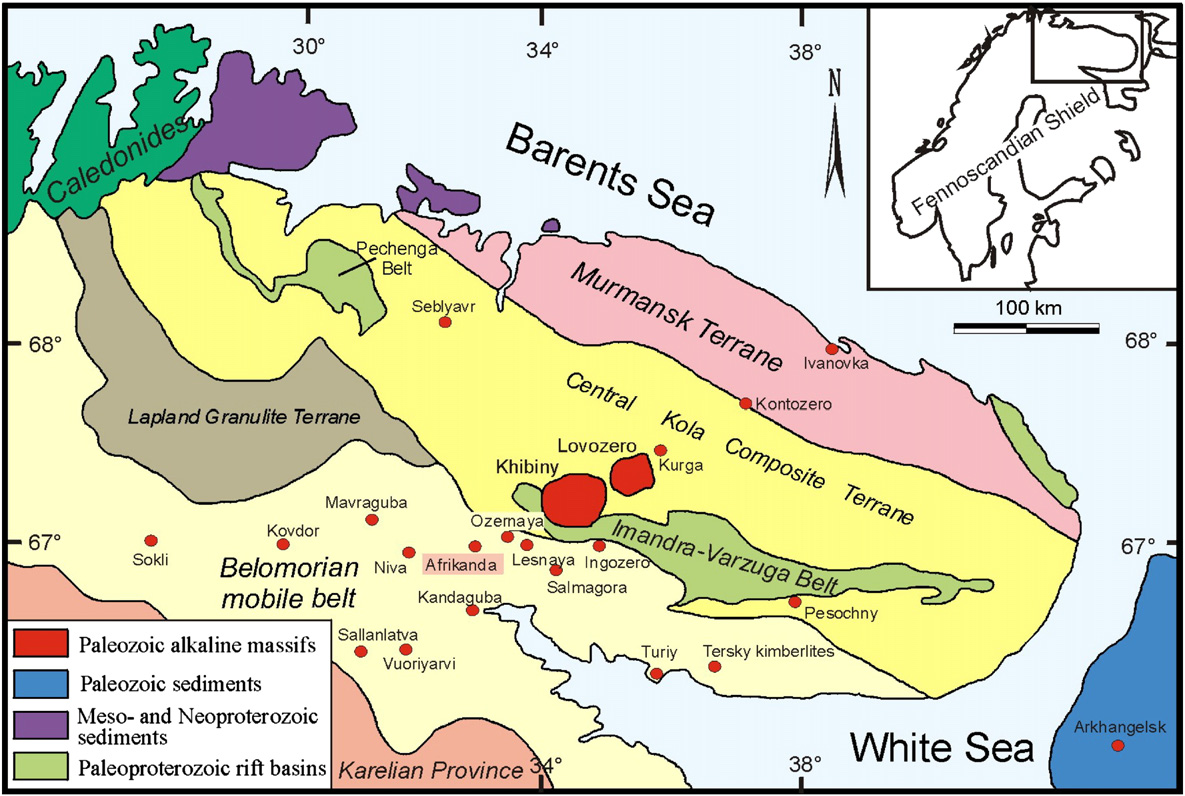 30°
34°
38°
N
Caledonides
Barents Sea
Fennoscandian Shield
Pechenga
Belt
Seblyavr
Murmansk Terrane
100 km
68°
68°
Ivanovka
Kontozero
Lapland Granulite Terrane
Central Kola Composite Terrane
Lovozero
Kurga
Khibiny
Mavraguba
Ozernaya
Imandra-Varzuga Belt
67°
67°
Sokli
Kovdor
Niva
Afrikanda
Lesnaya
Ingozero
Salmagora
Belomorian
mobile belt
Kandaguba
Pesochny
Sallanlatva
Vuoriyarvi
Turiy
Tersky kimberlites
Paleozoic alkaline massifs
Paleozoic sediments
Meso- and Neoproterozoic
sediments
Paleoproterozoic rift basins
Karelian Province
34°
38°
White Sea
Arkhangelsk